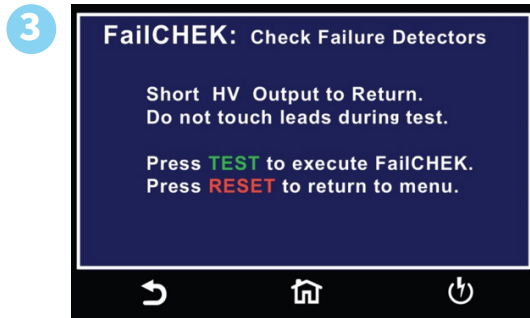 3
FailCHEK: Check Failure Detectors
Short HV Output to Return.
Do not touch leads during test.
Press TEST to execute FailCHEK.
Press RESET to return to menu.